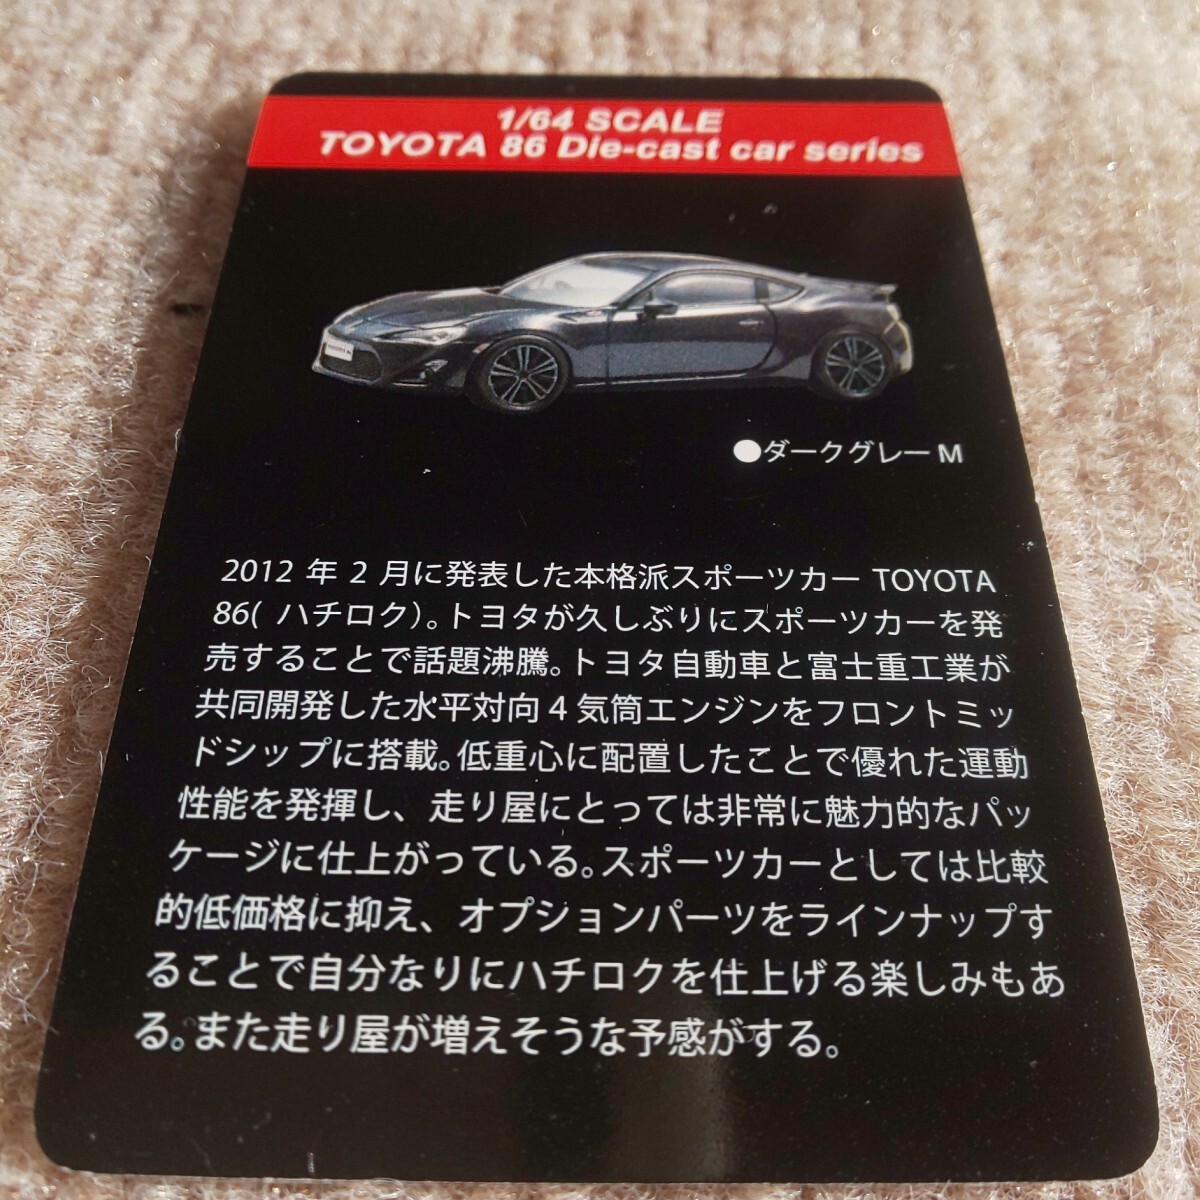 1/64 SCALE
TOYOTA 86 Die-cast car series
●ダークグレー M
2012 年 2 月に発表した本格派スポーツカー TOYOTA
86( ハチロク)。トヨタが久しぶりにスポーツカーを発
売することで話題沸騰。トヨタ自動車と富士重工業が
共同開発した水平対向 4 気筒エンジンをフロントミッ
ドシップに搭載。低重心に配置したことで優れた運動
性能を発揮し、走り屋にとっては非常に魅力的なパッ
ケージに仕上がっている。スポーツカーとしては比較
的低価格に抑え、オプションパーツをラインナップす
ることで自分なりにハチロクを仕上げる楽しみもあ
る。また走り屋が増えそうな予感がする。